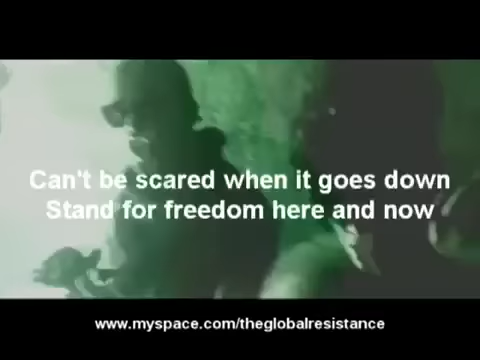 Can't be scared when it goes down
Stand for freedom here and now
www.myspace.com/theglobalresistance